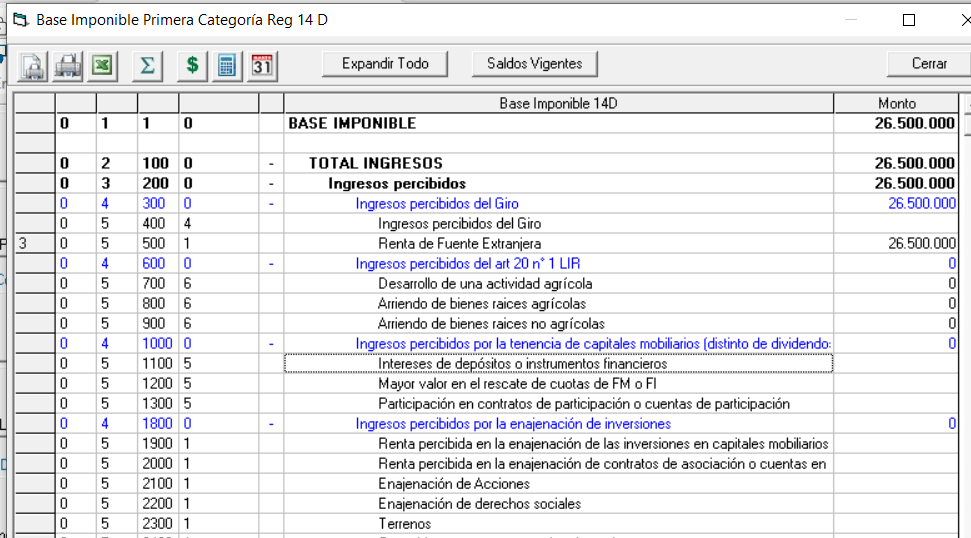 Base Imponible Primera Categoría Reg 14 D
Expandir Todo Saldos Vigentes Cerrar
Base Imponible 14D Monto
0 1 1 0 BASE IMPONIBLE 26.500.000
0 2 100 0 - TOTAL INGRESOS 26.500.000
0 3 200 0 - Ingresos percibidos 26.500.000
0 4 300 0 - Ingresos percibidos del Giro 26.500.000
0 5 400 4 Ingresos percibidos del Giro
3 0 5 500 1 Renta de Fuente Extranjera 26.500.000
0 4 600 0 - Ingresos percibidos del art 20 n° 1 LIR 0
0 5 700 6 Desarrollo de una actividad agrícola 0
0 5 800 6 Arriendo de bienes raices agrícolas 0
0 5 900 6 Arriendo de bienes raices no agrícolas 0
0 4 1000 0 - Ingresos percibidos por la tenencia de capitales mobiliarios (distinto de dividendo: 0
0 5 1100 5 Intereses de depósitos o instrumentos financieros
0 5 1200 5 Mayor valor en el rescate de cuotas de FM o FI
0 5 1300 5 Participación en contratos de participación o cuentas de participación
0 4 1800 0 - Ingresos percibidos por la enajenación de inversiones 0
0 5 1900 1 Renta percibida en la enajenación de las inversiones en capitales mobiliarios
0 5 2000 1 Renta percibida en la enajenación de contratos de asociación o cuentas en
0 5 2100 1 Enajenación de Acciones
0 5 2200 1 Enajenación de derechos sociales
0 5 2300 1 Terrenos